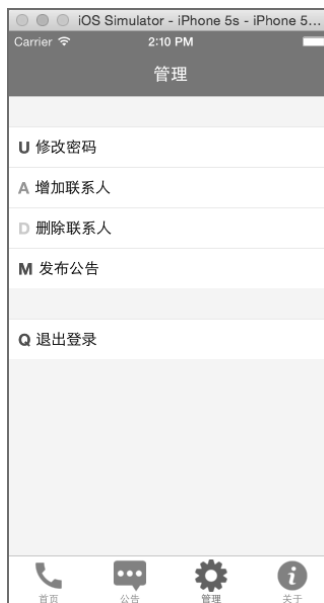 iOS Simulator - iPhone 5s - iPhone 5...
Carrier 2:10 PM
管理
U 修改密码
A 增加联系人
D 删除联系人
M 发布公告
Q 退出登录
首页 公告 管理 关于